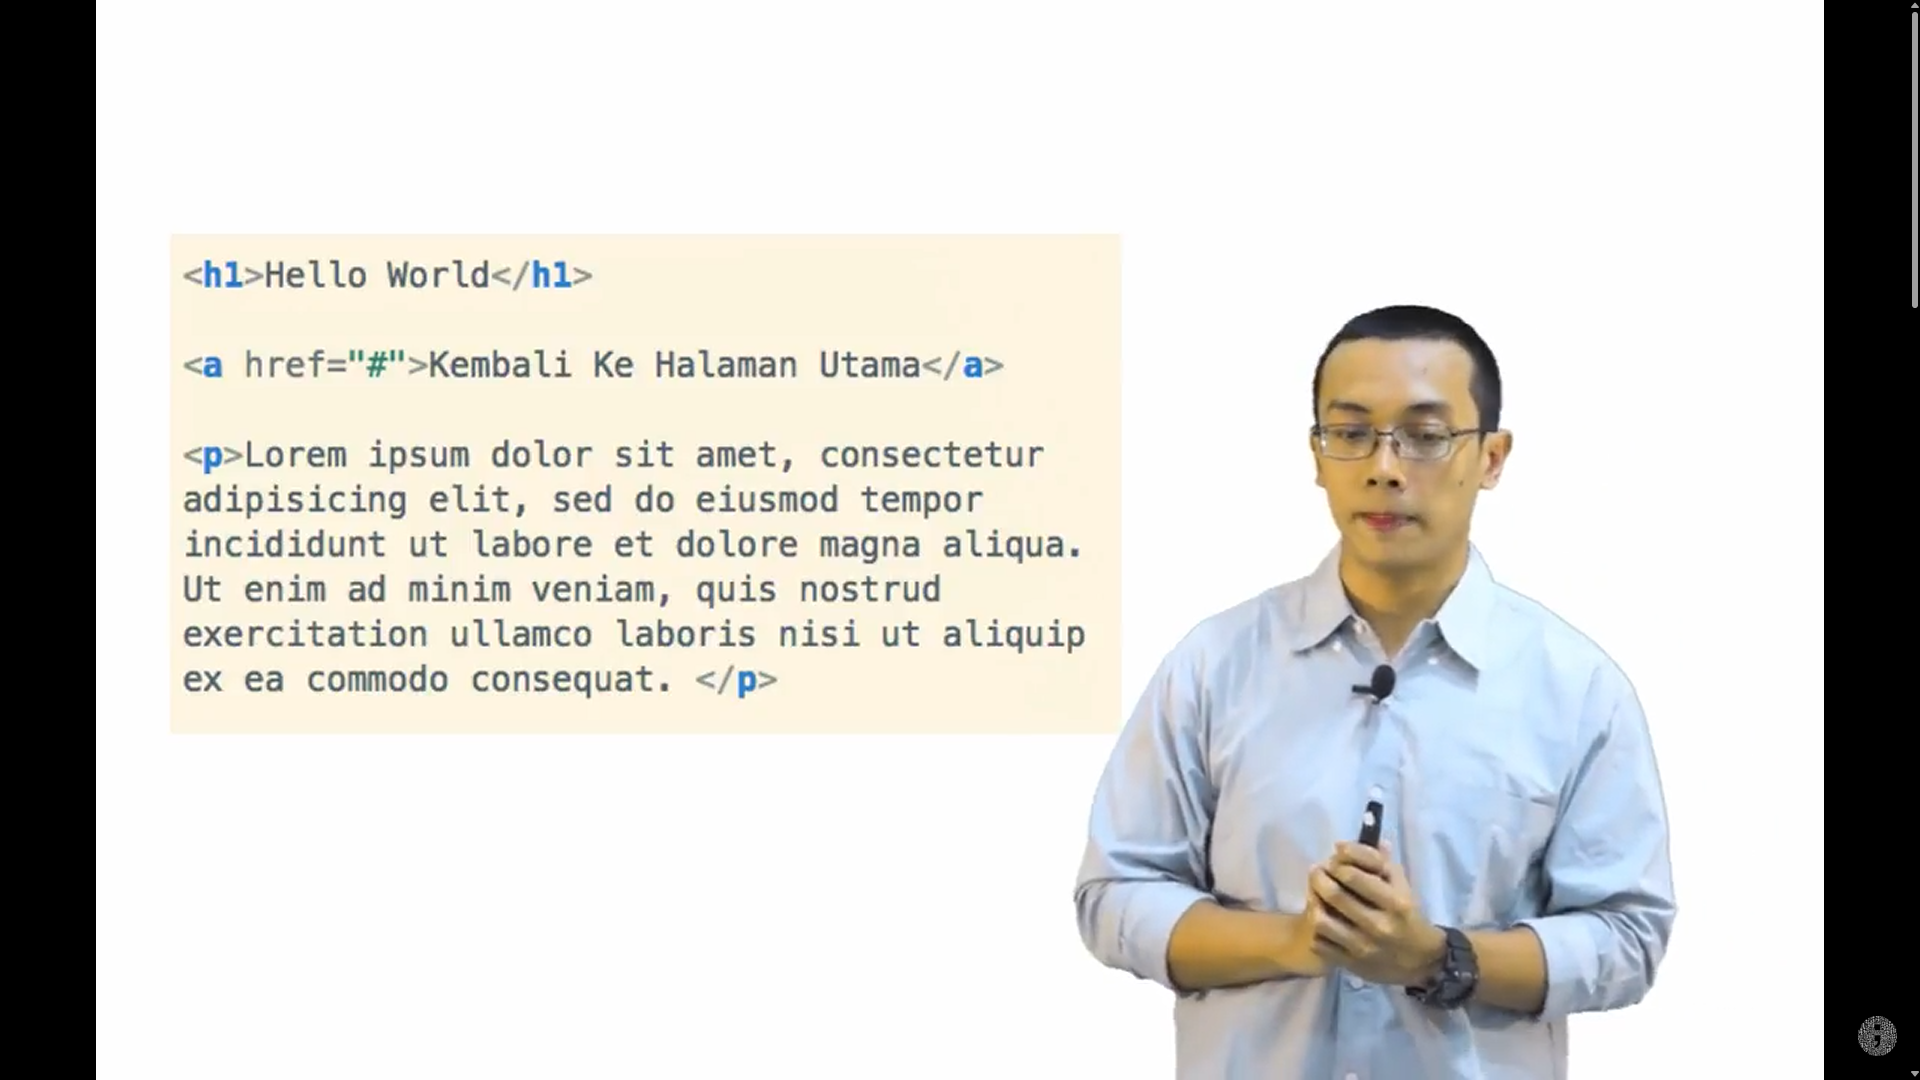 <h1>Hello World</h1>
<a href="#">Kembali Ke Halaman Utama</a>
<p>Lorem ipsum dolor sit amet, consectetur
adipisicing elit, sed do eiusmod tempor
incididunt ut labore et dolore magna aliqua.
Ut enim ad minim veniam, quis nostrud
exercitation ullamco laboris nisi ut aliquip
ex ea commodo consequat. </p>